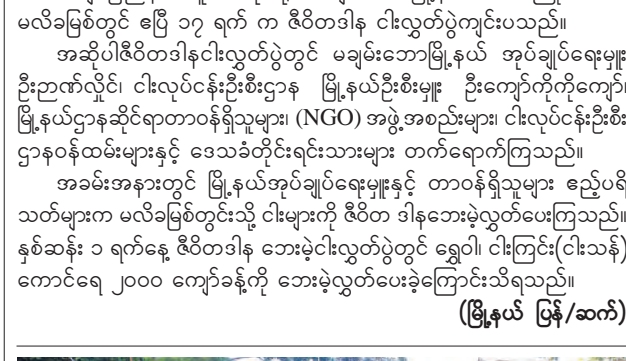 မလိခမြစ်တွင် ဧပြီ ၁၇ ရက် က ဇီဝိတဒါန ငါးလွှတ်ပွဲကျင်းပသည်။
အဆိုပါဇီဝိတဒါနငါးလွှတ်ပွဲတွင် မချမ်းဘောမြို့နယ် အုပ်ချုပ်ရေးမှူး
ဦးဉာဏ်လှိုင်၊ ငါးလုပ်ငန်းဦးစီးဌာန မြို့နယ်ဦးစီးမှူး ဦးကျော်ကိုကိုကျော်၊
မြို့နယ်ဌာနဆိုင်ရာတာဝန်ရှိသူများ၊ (NGO) အဖွဲ့အစည်းများ၊ ငါးလုပ်ငန်းဦးစီး
ဌာနဝန်ထမ်းများနှင့် ဒေသခံတိုင်းရင်းသားများ တက်ရောက်ကြသည်။
အခမ်းအနားတွင် မြို့နယ်အုပ်ချုပ်ရေးမှူးနှင့် တာဝန်ရှိသူများ ဧည့်ပရိ
သတ်များက မလိခမြစ်တွင်းသို့ ငါးများကို ဇီဝိတ ဒါနဘေးမဲ့လွှတ်ပေးကြသည်။
နှစ်ဆန်း ၁ ရက်နေ့ ဇီဝိတဒါန ဘေးမဲ့ငါးလွှတ်ပွဲတွင် ရွှေဝါ၊ ငါးကြင်း(ငါးသန်)
ကောင်ရေ ၂၀၀၀ ကျော်ခန့်ကို ဘေးမဲ့လွှတ်ပေးခဲ့ကြောင်းသိရသည်။
(မြို့နယ် ပြန်/ဆက်)